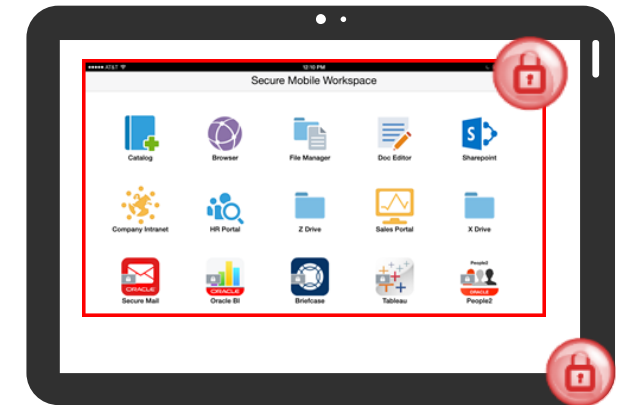 AT&T 12:10 PM
Secure Mobile Workspace
Catalog Browser File Manager Doc Editor Sharepoint
S
Company Intranet HR Portal Z Drive Sales Portal X Drive
People2
ORACLE ORACLE ORACLE
Secure Mail Oracle BI Briefcase Tableau People2